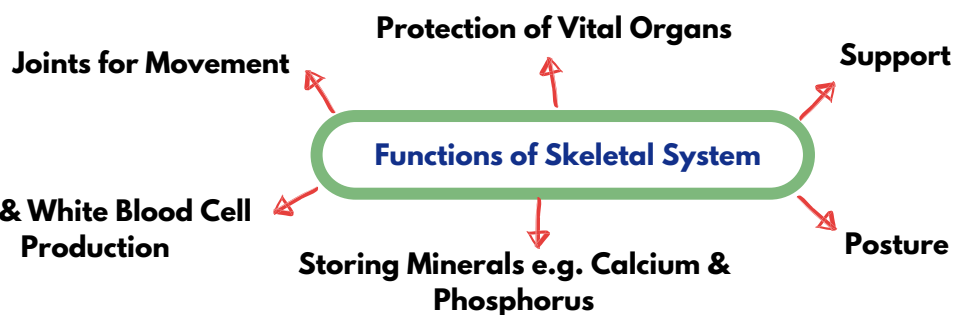 Protection of Vital Organs
Joints for Movement
Support
Functions of Skeletal System
& White Blood Cell
Production
Posture
Storing Minerals e.g. Calcium &
Phosphorus